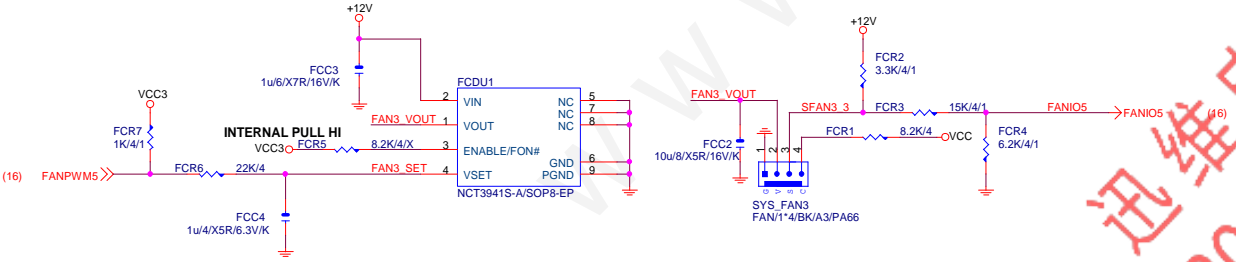 +12V
FCC3
1u/6/X7R/16V/K
VCC3
FCR7
1K/4/1
INTERNAL PULL HI
VCC3 FCR5 8.2K/4/X
FAN3_VOUT
(16) FANPWM5 FCR6 22K/4 FAN3_SET
FCC4
1u/4/X5R/6.3V/K
FCDU1
2 VIN NC 5
NC 7
1 VOUT NC 8
3 ENABLE/FON#
GND 6
4 VSET PGND 9
NCT3941S-A/SOP8-EP
+12V
FCR2
3.3K/4/1
FAN3_VOUT
SFAN3_3 FCR3 15K/4/1 FANIO5 FANIO5 (16)
FCR1 8.2K/4 VCC
FCR4
6.2K/4/1
FCC2
10u/8/X5R/16V/K
1 2 3 4
G V S C
SYS_FAN3
FAN/1*4/BK/A3/PA66
W W
迅维